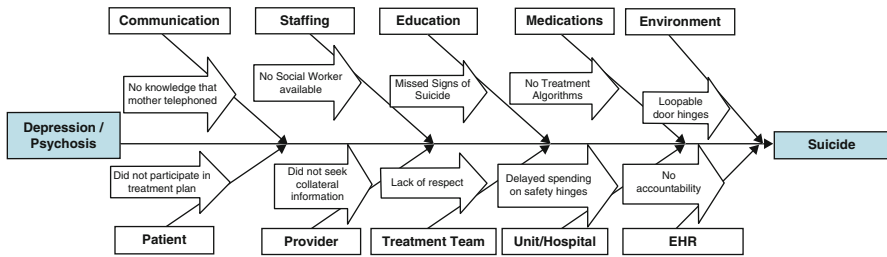 Communication
Staffing
Education
Medications
Environment
No knowledge that
mother telephoned
No Social Worker
available
Missed Signs of
Suicide
No Treatment
Algorithms
Loopable
door hinges
Depression /
Psychosis
Suicide
Did not participate in
treatment plan
Did not seek
collateral
information
Lack of respect
Delayed spending
on safety hinges
No
accountability
Patient
Provider
Treatment Team
Unit/Hospital
EHR